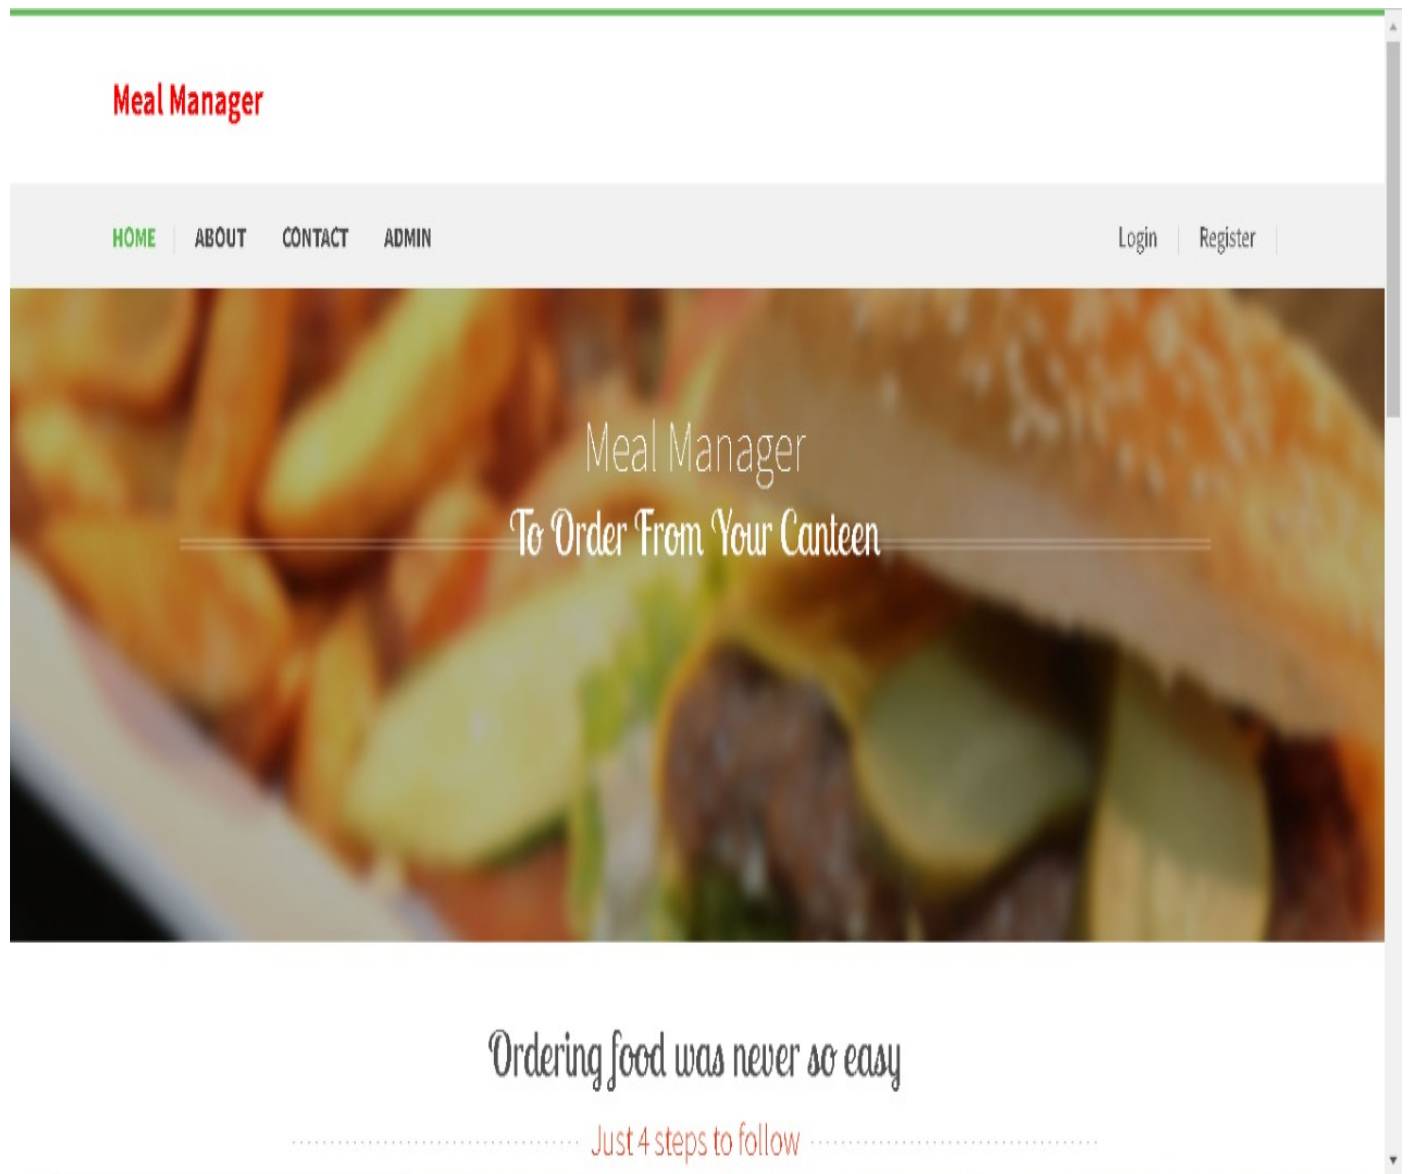 Meal Manager
HOME ABOUT CONTACT ADMIN Login Register
Meal Manager
To Order From Your Canteen
Ordering food was never so easy
Just 4 steps to follow